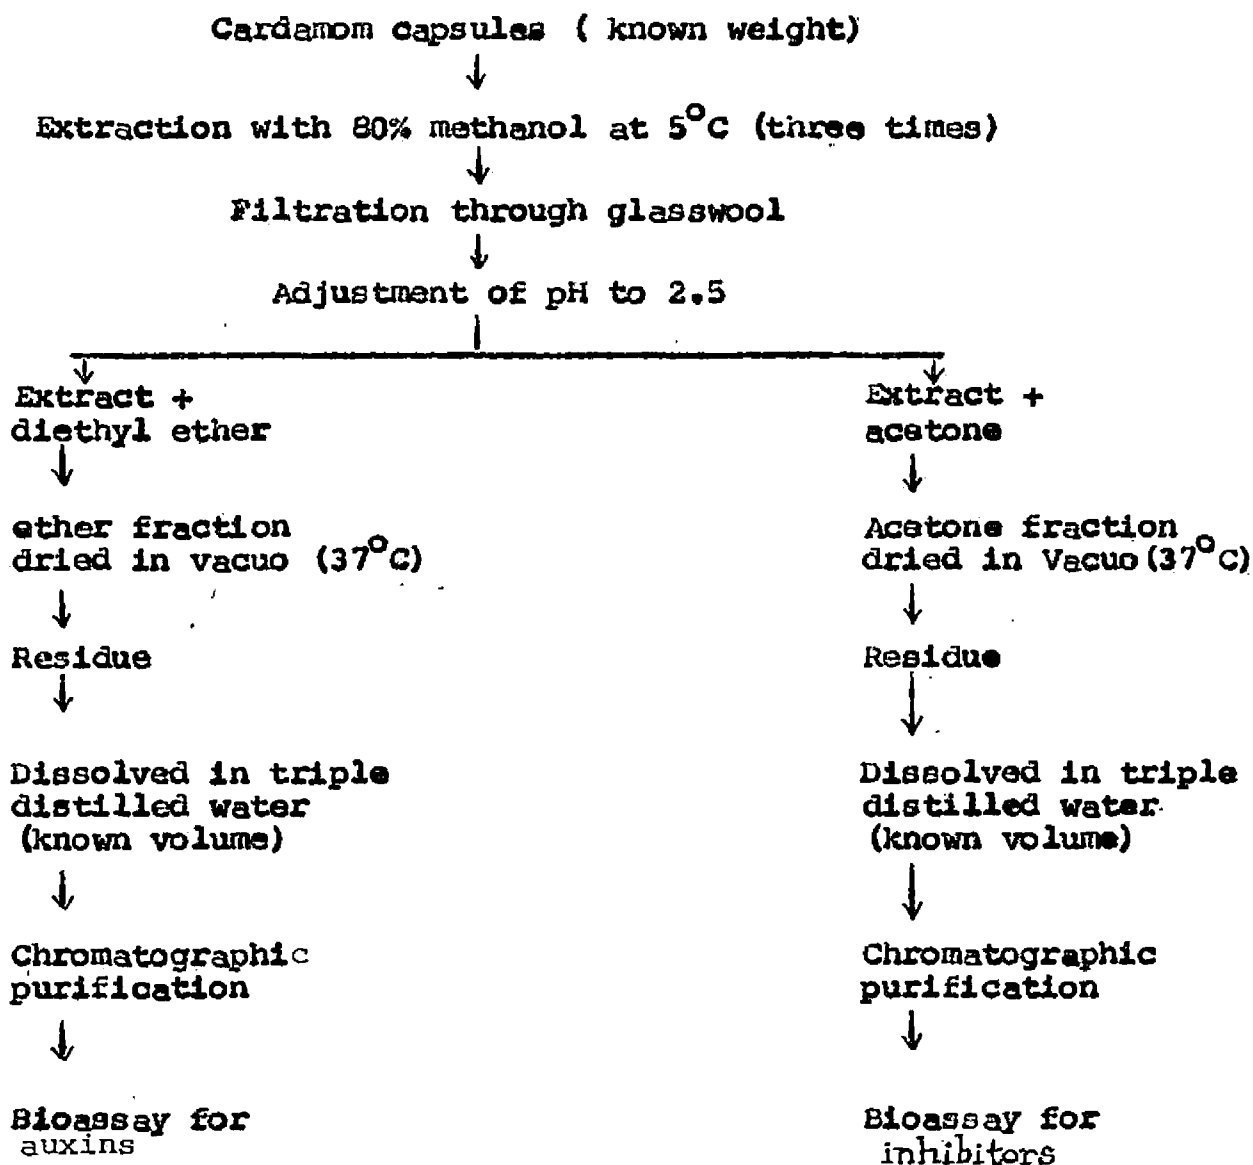 Cardamom capsules ( known weight)
Extraction with 80% methanol at 5°C (three times)
Filtration through glasswool
Adjustment of pH to 2.5
Extract +
diethyl ether
ether fraction
dried in vacuo (37°C)
Residue
Dissolved in triple
distilled water
(known volume)
Chromatographic
purification
Bioassay for
auxins
Extract +
acetone
Acetone fraction
dried in Vacuo (37°C)
Residue
Dissolved in triple
distilled water
(known volume)
Chromatographic
purification
Bioassay for
inhibitors